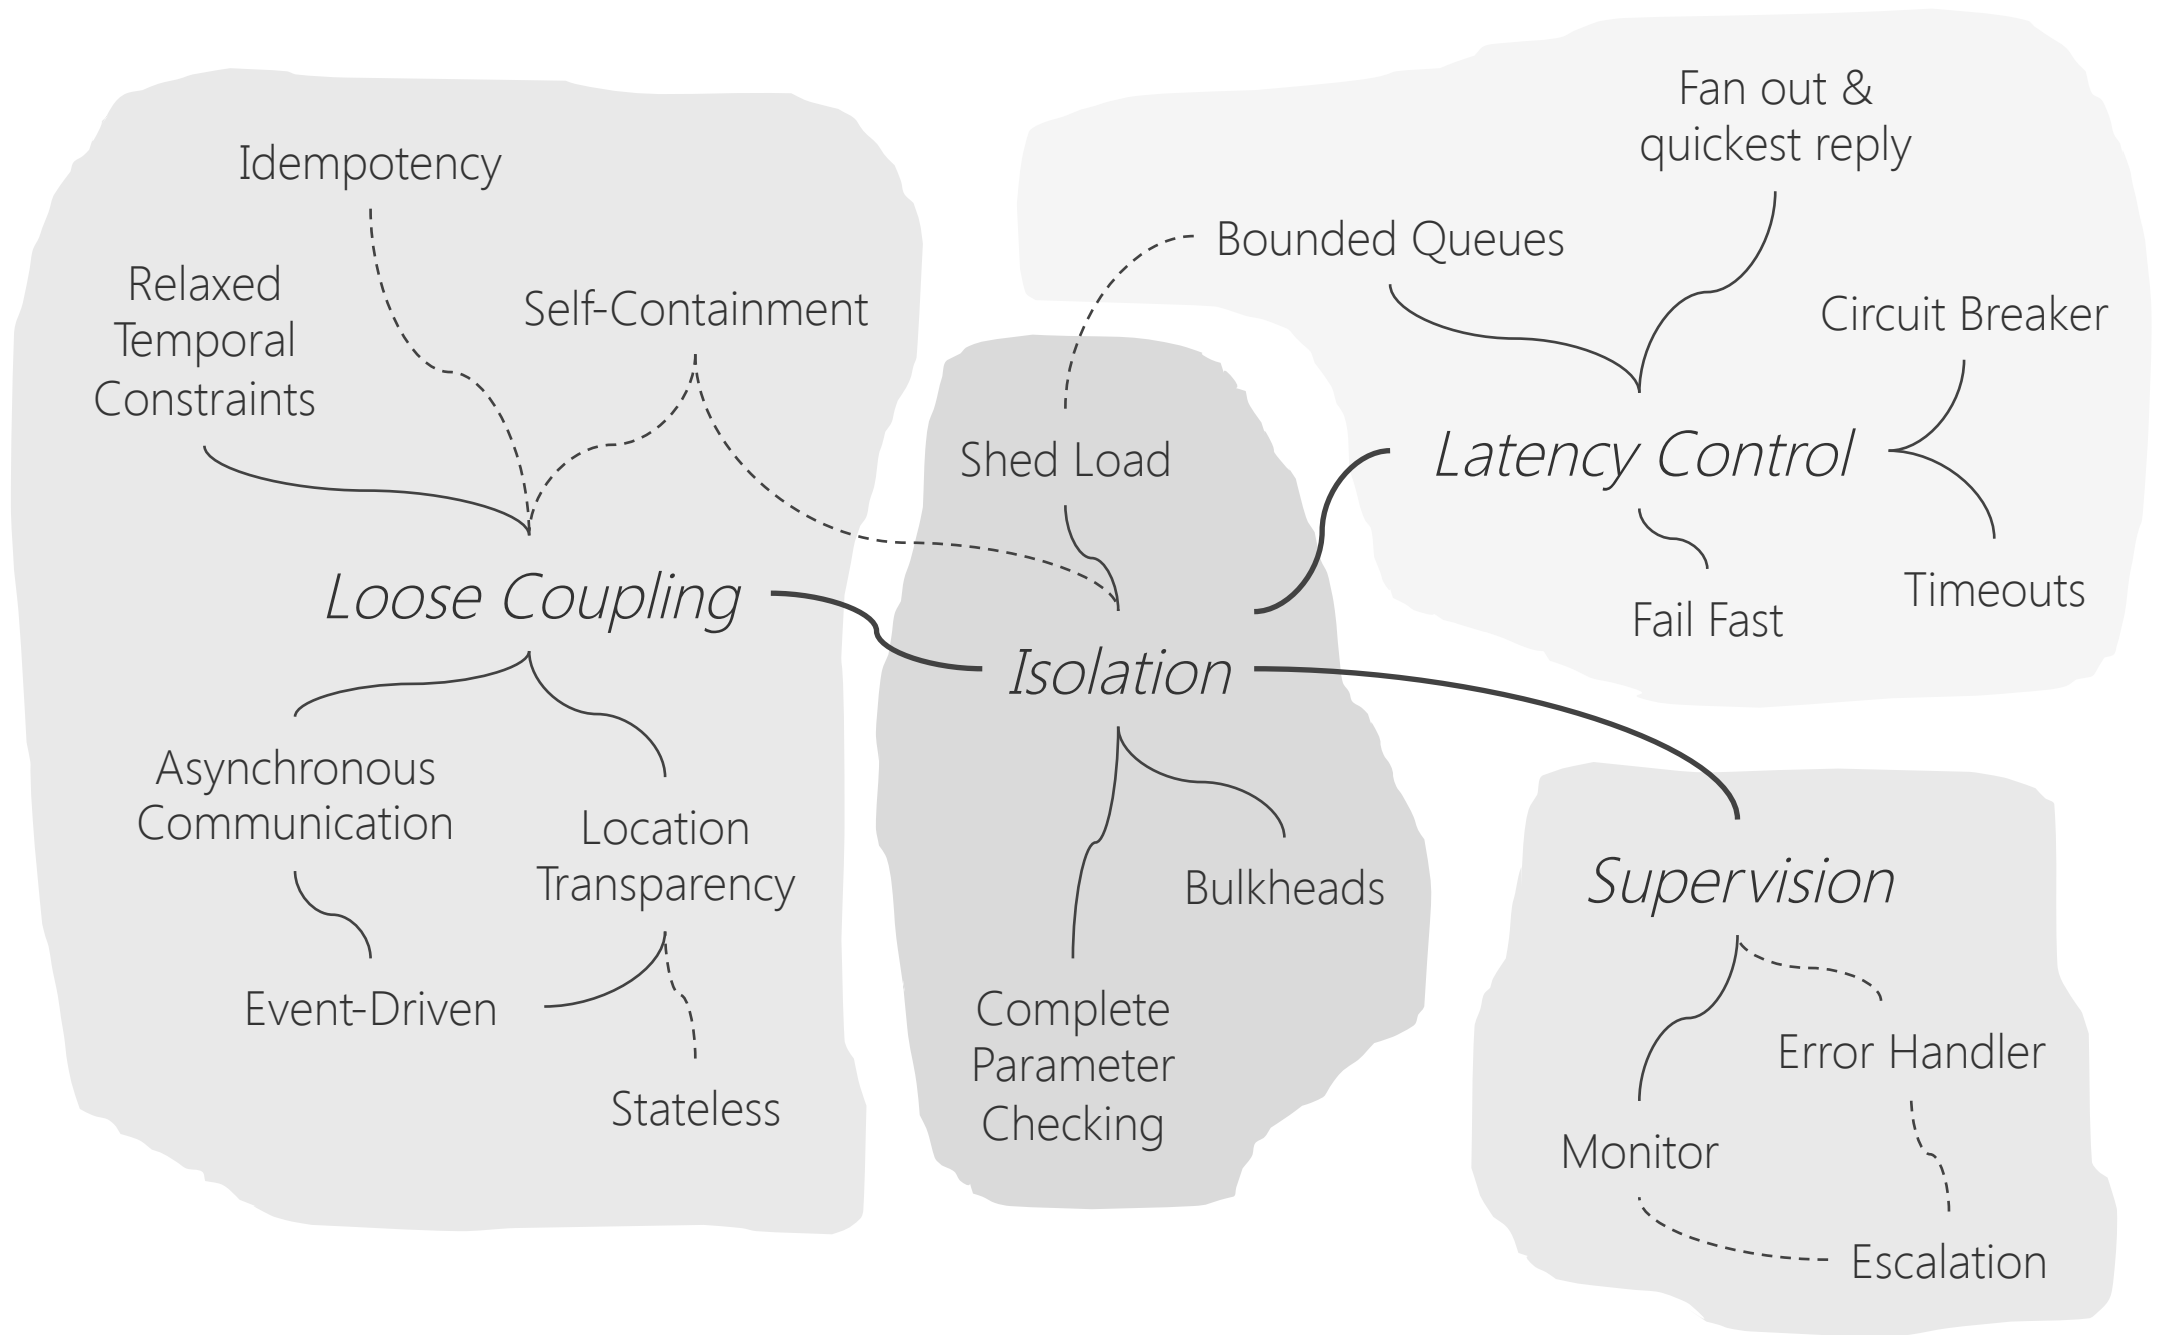 Idempotency
Relaxed
Temporal
Constraints
Self-Containment
Loose Coupling
Asynchronous
Communication
Location
Transparency
Event-Driven
Stateless
Shed Load
Isolation
Bulkheads
Complete
Parameter
Checking
Fan out &
quickest reply
Bounded Queues
Circuit Breaker
Latency Control
Fail Fast
Timeouts
Supervision
Error Handler
Monitor
Escalation